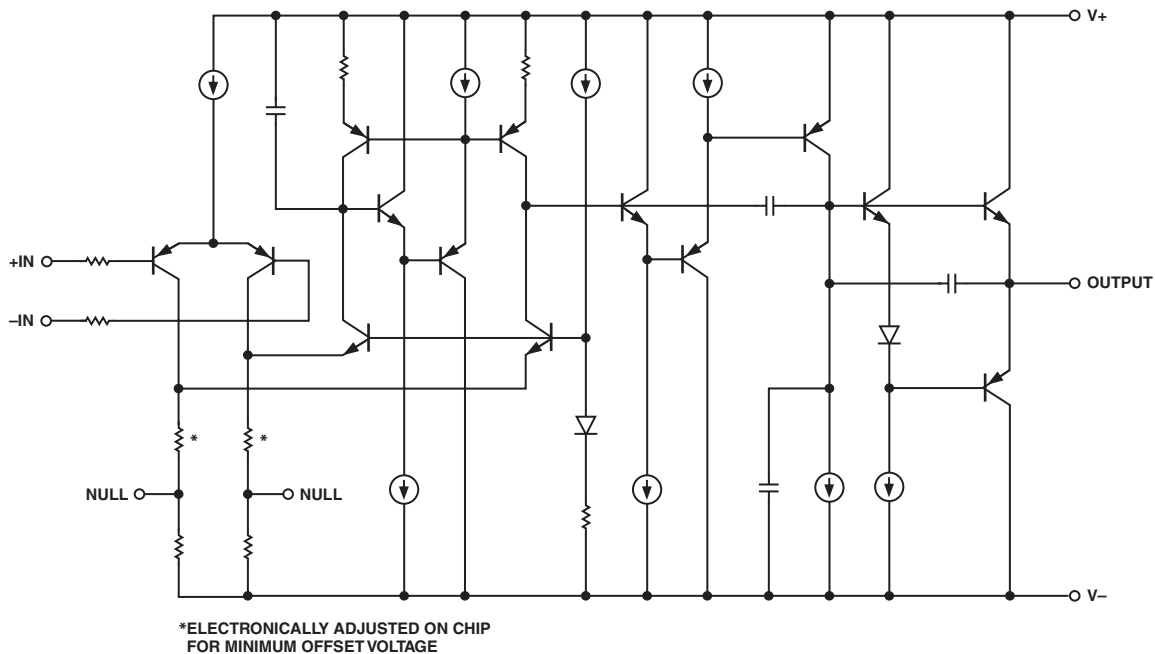 V+
+IN
–IN
OUTPUT
*
*
NULL
NULL
V–
*ELECTRONICALLY ADJUSTED ON CHIP
FOR MINIMUM OFFSET VOLTAGE